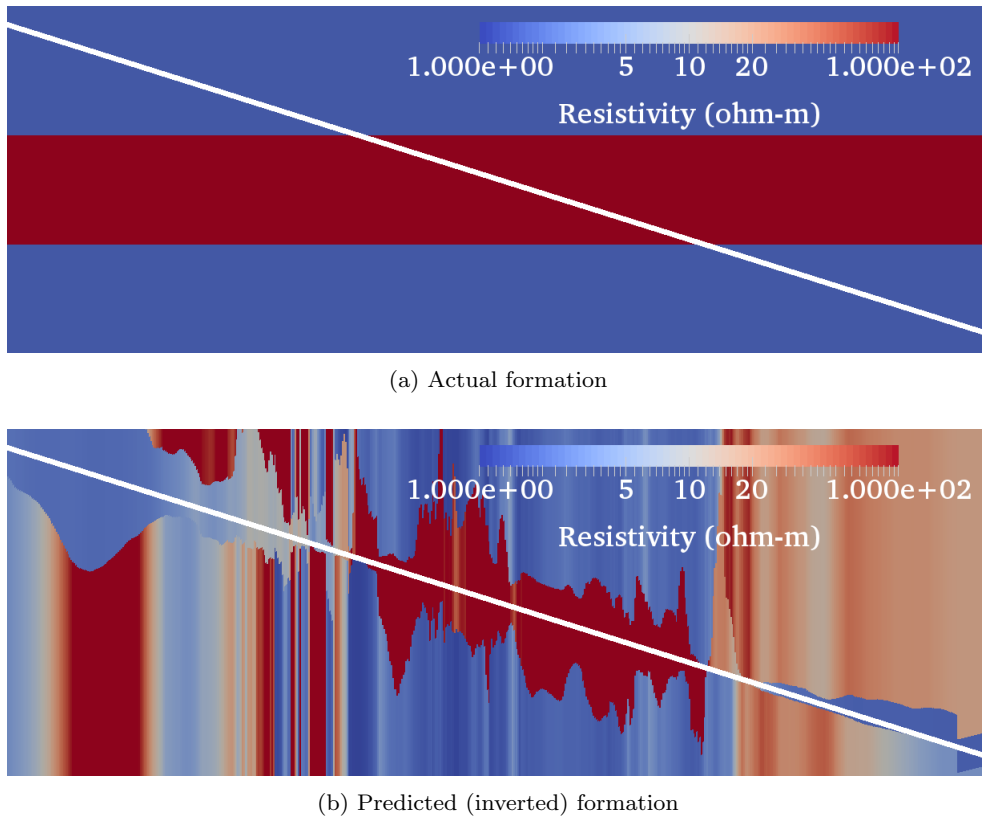 1.000e+00 5 10 20 1.000e+02
Resistivity (ohm-m)
(a) Actual formation
1.000e+00 5 10 20 1.000e+02
Resistivity (ohm-m)
(b) Predicted (inverted) formation